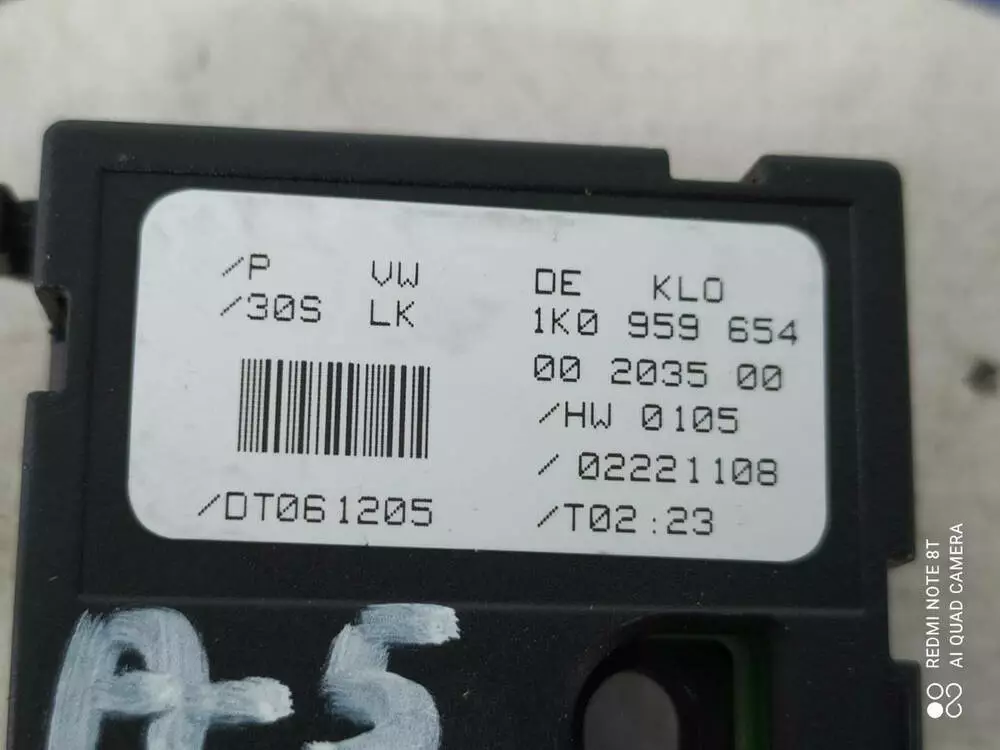 /P VW DE KLO
/30S LK 1K0 959 654
00 2035 00
/HW 0105
/ 02221108
/DT061205 /T02:23
A-5
REDMI NOTE 8T
AI QUAD CAMERA